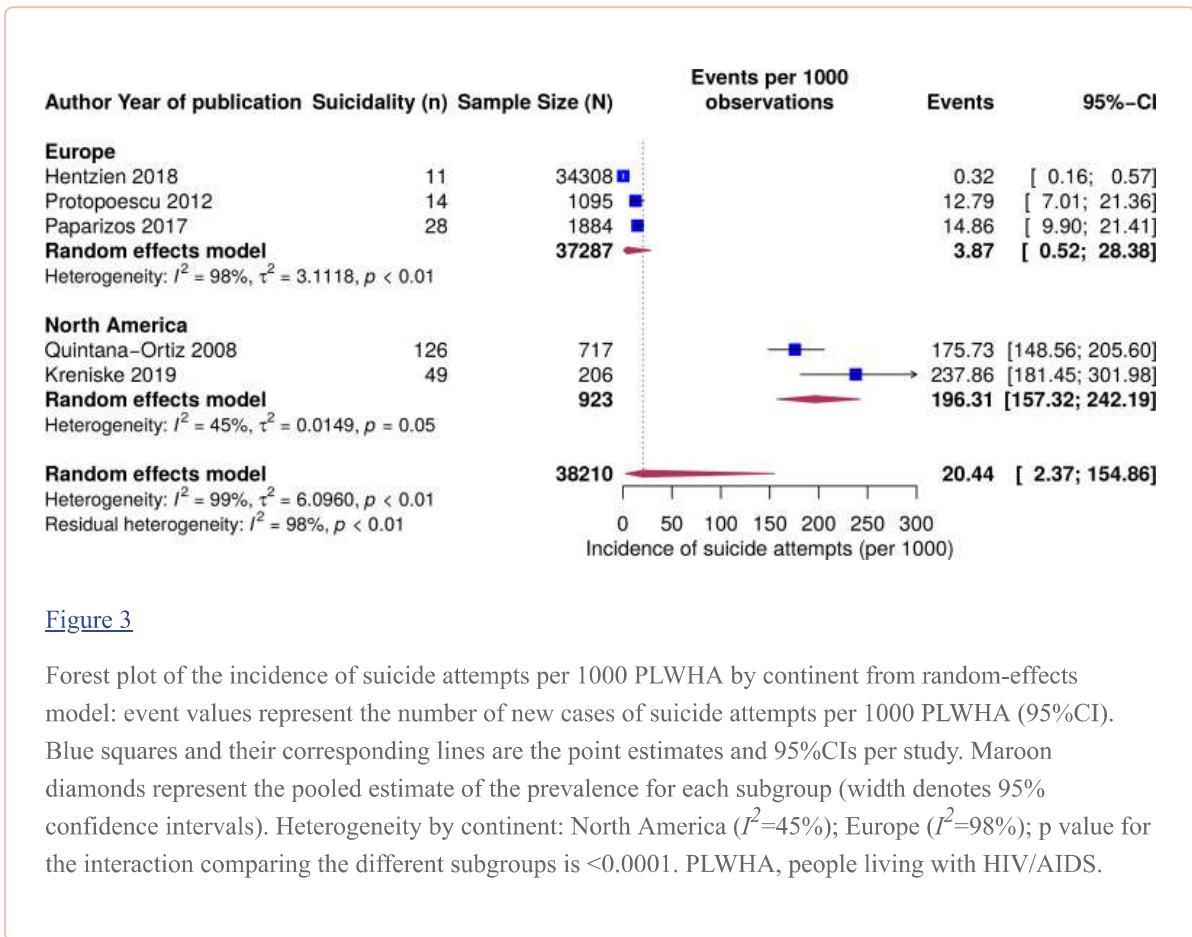 Events per 1000
Author Year of publication Suicidality (n) Sample Size (N) observations Events 95%−CI
Europe
Hentzien 2018 11 34308 0.32 [ 0.16; 0.57]
Protopoescu 2012 14 1095 12.79 [ 7.01; 21.36]
Paparizos 2017 28 1884 14.86 [ 9.90; 21.41]
Random effects model 37287 3.87 [ 0.52; 28.38]
Heterogeneity: I² = 98%, τ² = 3.1118, p < 0.01
North America
Quintana−Ortiz 2008 126 717 175.73 [148.56; 205.60]
Kreniske 2019 49 206 237.86 [181.45; 301.98]
Random effects model 923 196.31 [157.32; 242.19]
Heterogeneity: I² = 45%, τ² = 0.0149, p = 0.05
Random effects model 38210 20.44 [ 2.37; 154.86]
Heterogeneity: I² = 99%, τ² = 6.0960, p < 0.01
Residual heterogeneity: I² = 98%, p < 0.01
0 50 100 150 200 250 300
Incidence of suicide attempts (per 1000)
Figure 3
Forest plot of the incidence of suicide attempts per 1000 PLWHA by continent from random-effects
model: event values represent the number of new cases of suicide attempts per 1000 PLWHA (95%CI).
Blue squares and their corresponding lines are the point estimates and 95%CIs per study. Maroon
diamonds represent the pooled estimate of the prevalence for each subgroup (width denotes 95%
confidence intervals). Heterogeneity by continent: North America (I²=45%); Europe (I²=98%); p value for
the interaction comparing the different subgroups is <0.0001. PLWHA, people living with HIV/AIDS.